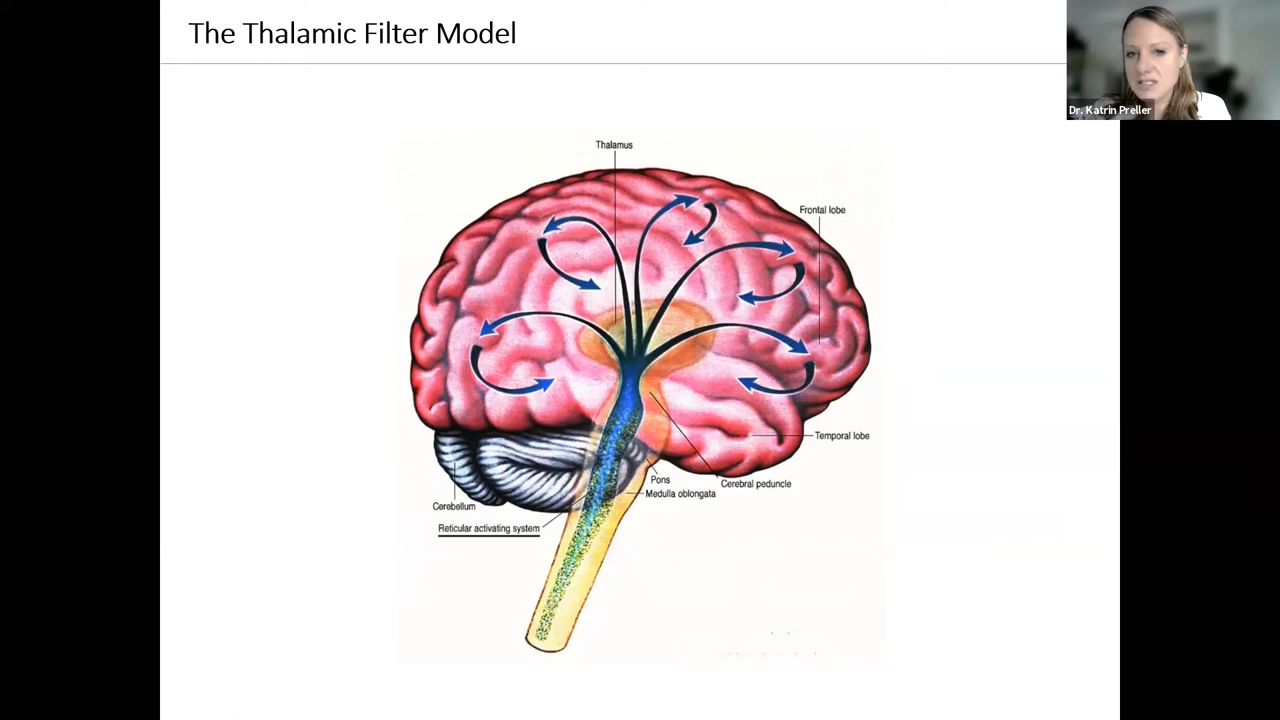 The Thalamic Filter Model
Dr. Katrin Preller
Thalamus
Frontal lobe
Temporal lobe
Pons
Cerebral peduncle
Medulla oblongata
Cerebellum
Reticular activating system